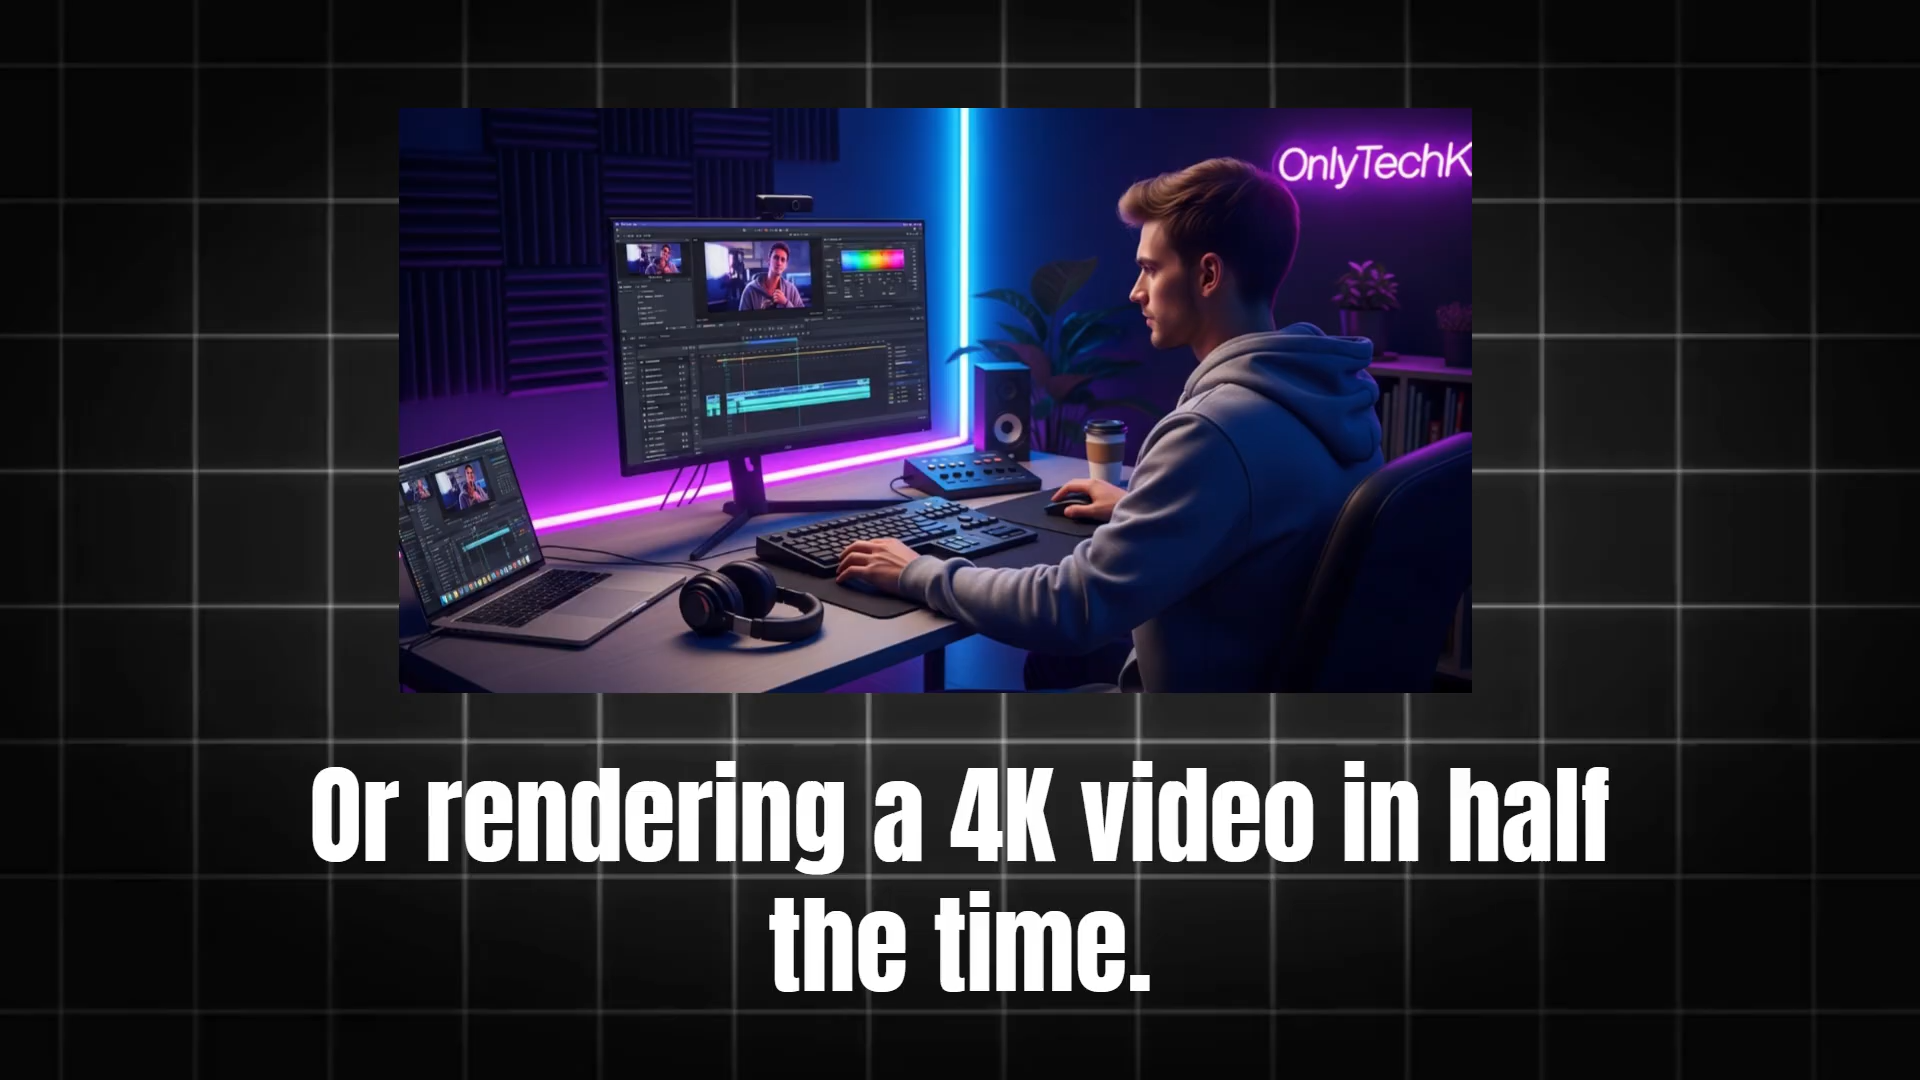 OnlyTechK
Or rendering a 4K video in half
the time.